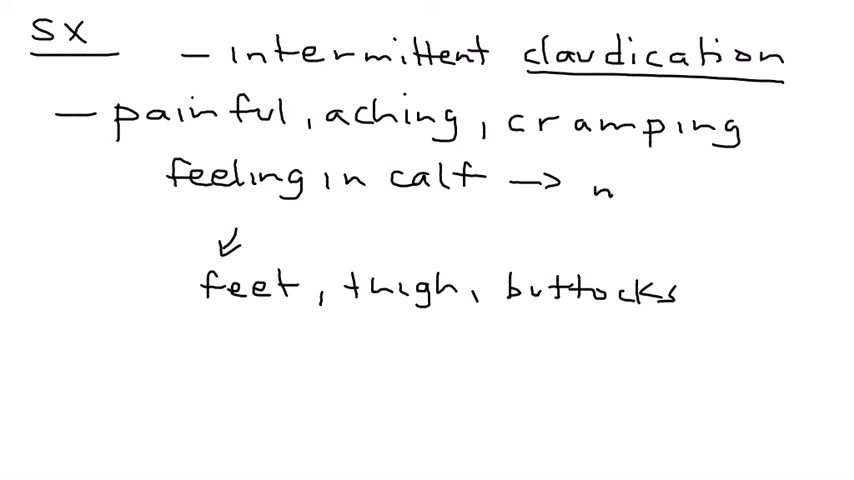 SX - intermittent claudication
- painful, aching, cramping
feeling in calf → n
↙
feet, thigh, buttocks